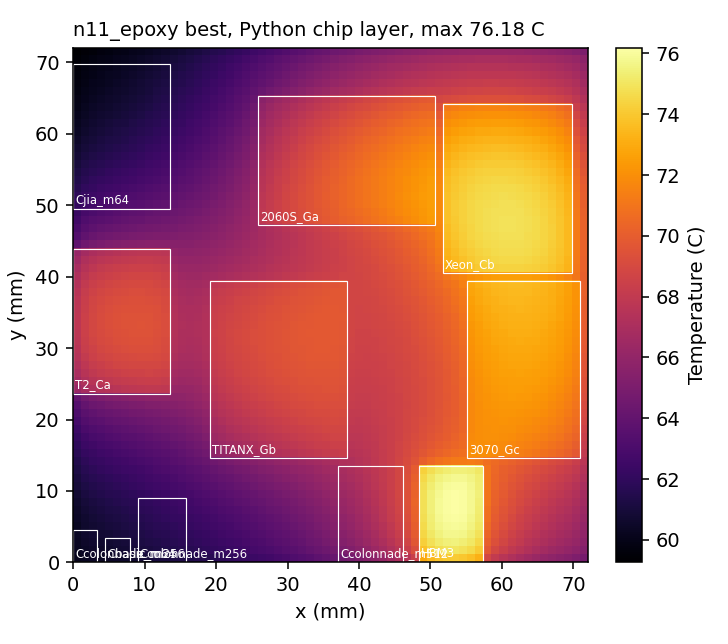 n11_epoxy best, Python chip layer, max 76.18 C
70
60
50
40
30
20
10
0
y (mm)
Cjia_m64
2060S_Ga
Xeon_Cb
T2_Ca
TITANX_Gb
3070_Gc
0
10
20
30
40
50
60
70
x (mm)
76
74
72
70
68
66
64
62
60
Temperature (C)